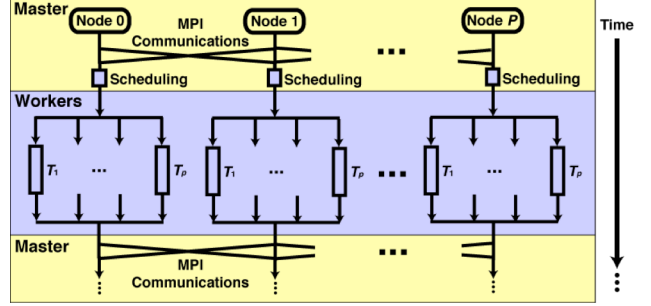 Master
Node 0
MPI
Communications
Node 1
...
Node P
Time
Scheduling
Scheduling
Scheduling
Workers
T1
...
Tp
T1
...
Tp
...
T1
...
Tp
Master
MPI
Communications
...